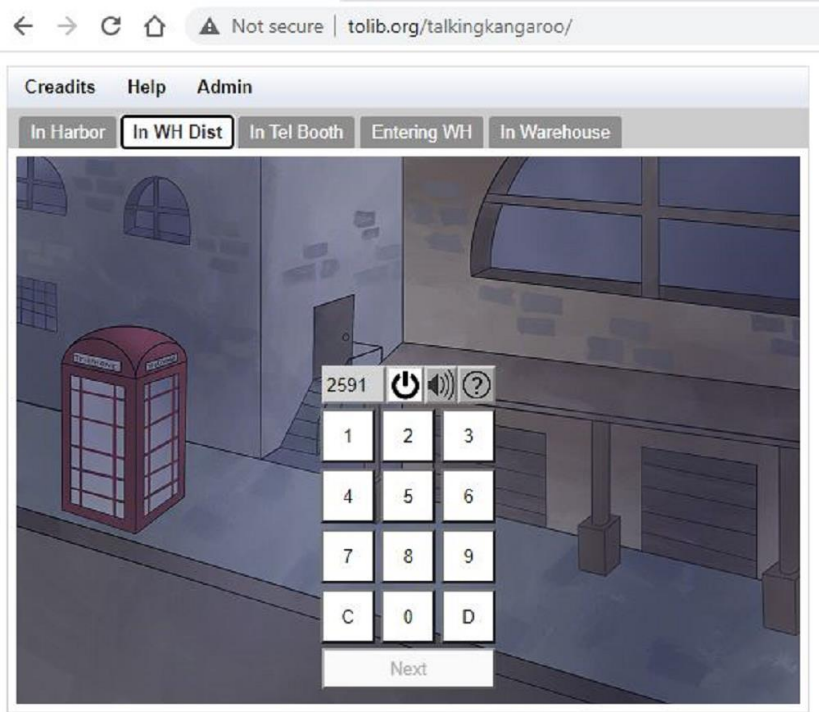 Not secure | tolib.org/talkingkangaroo/
Creadits Help Admin
In Harbor In WH Dist In Tel Booth Entering WH In Warehouse
2591 ?
1 2 3
4 5 6
7 8 9
C 0 D
Next